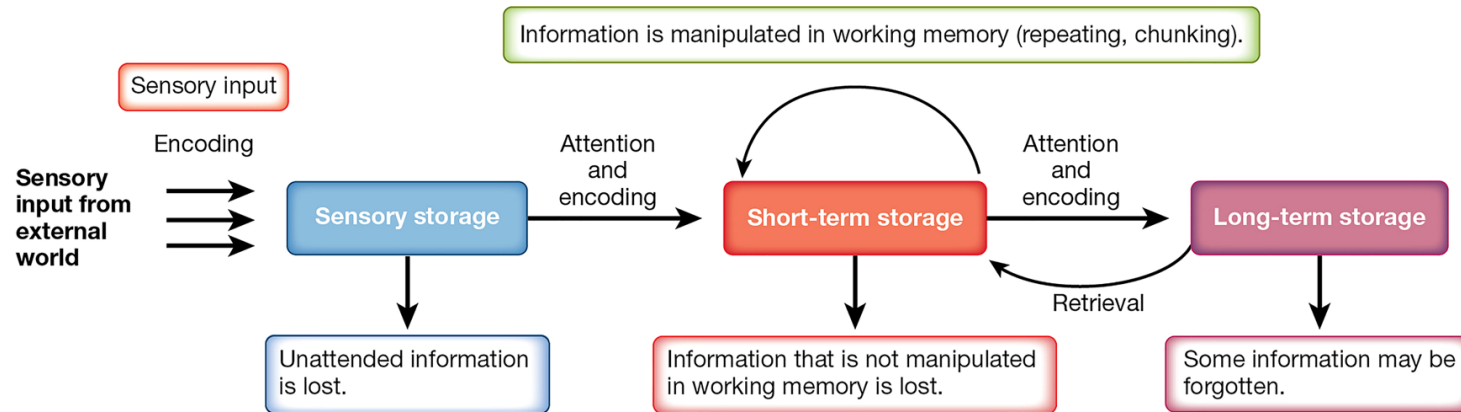 Information is manipulated in working memory (repeating, chunking).
Sensory input
Encoding
Sensory
input from
external
world
Sensory storage
Attention
and
encoding
Short-term storage
Attention
and
encoding
Long-term storage
Retrieval
Unattended information
is lost.
Information that is not manipulated
in working memory is lost.
Some information may be
forgotten.